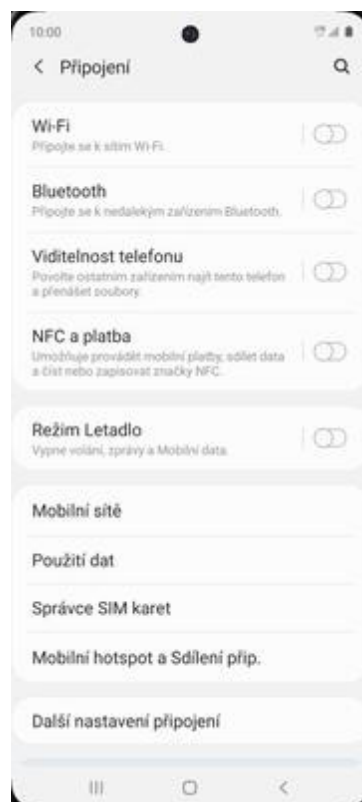 10:00
Připojení
Wi-Fi
Připojte se k sítím Wi-Fi.
Bluetooth
Připojte se k nedalekým zařízením Bluetooth.
Viditelnost telefonu
Povolte ostatním zařízením najít tento telefon
a přenášet soubory.
NFC a platba
Umožňuje provádět mobilní platby, sdílet data
a číst nebo zapisovat značky NFC.
Režim Letadlo
Vypne volání, zprávy a Mobilní data.
Mobilní sítě
Použití dat
Správce SIM karet
Mobilní hotspot a Sdílení přip.
Další nastavení připojení